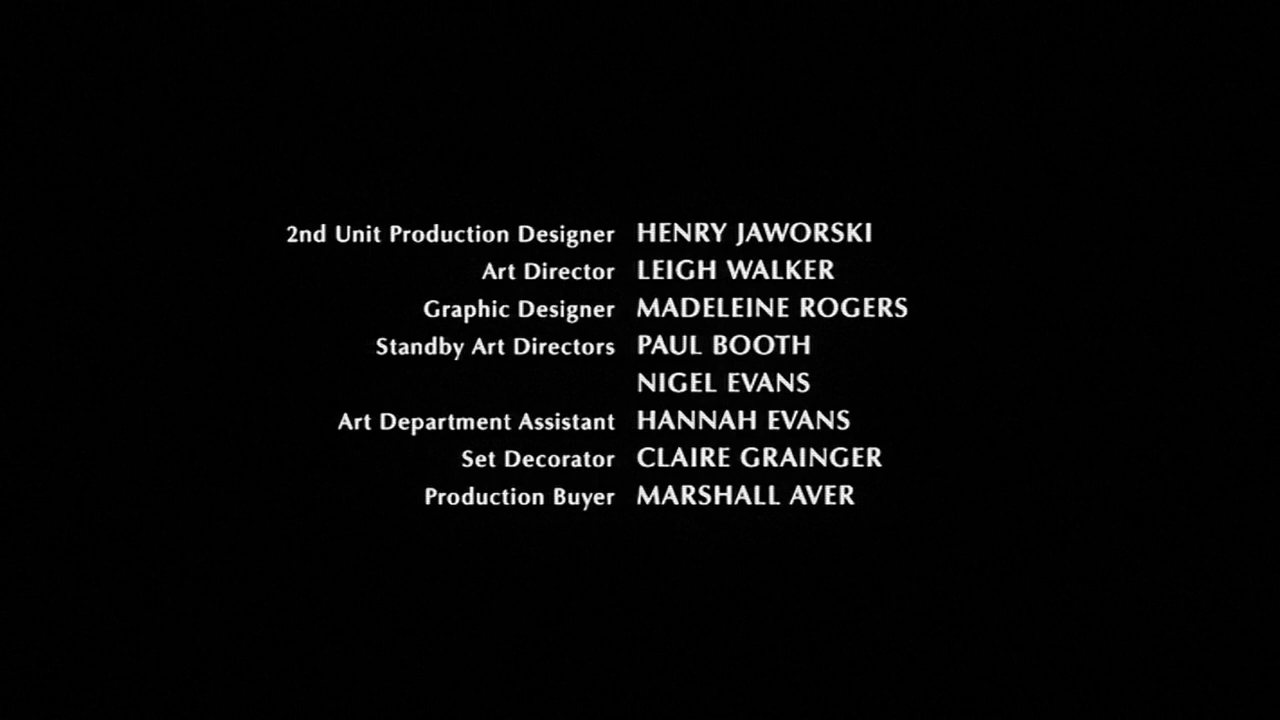 2nd Unit Production Designer HENRY JAWORSKI
Art Director LEIGH WALKER
Graphic Designer MADELEINE ROGERS
Standby Art Directors PAUL BOOTH
NIGEL EVANS
Art Department Assistant HANNAH EVANS
Set Decorator CLAIRE GRAINGER
Production Buyer MARSHALL AVER